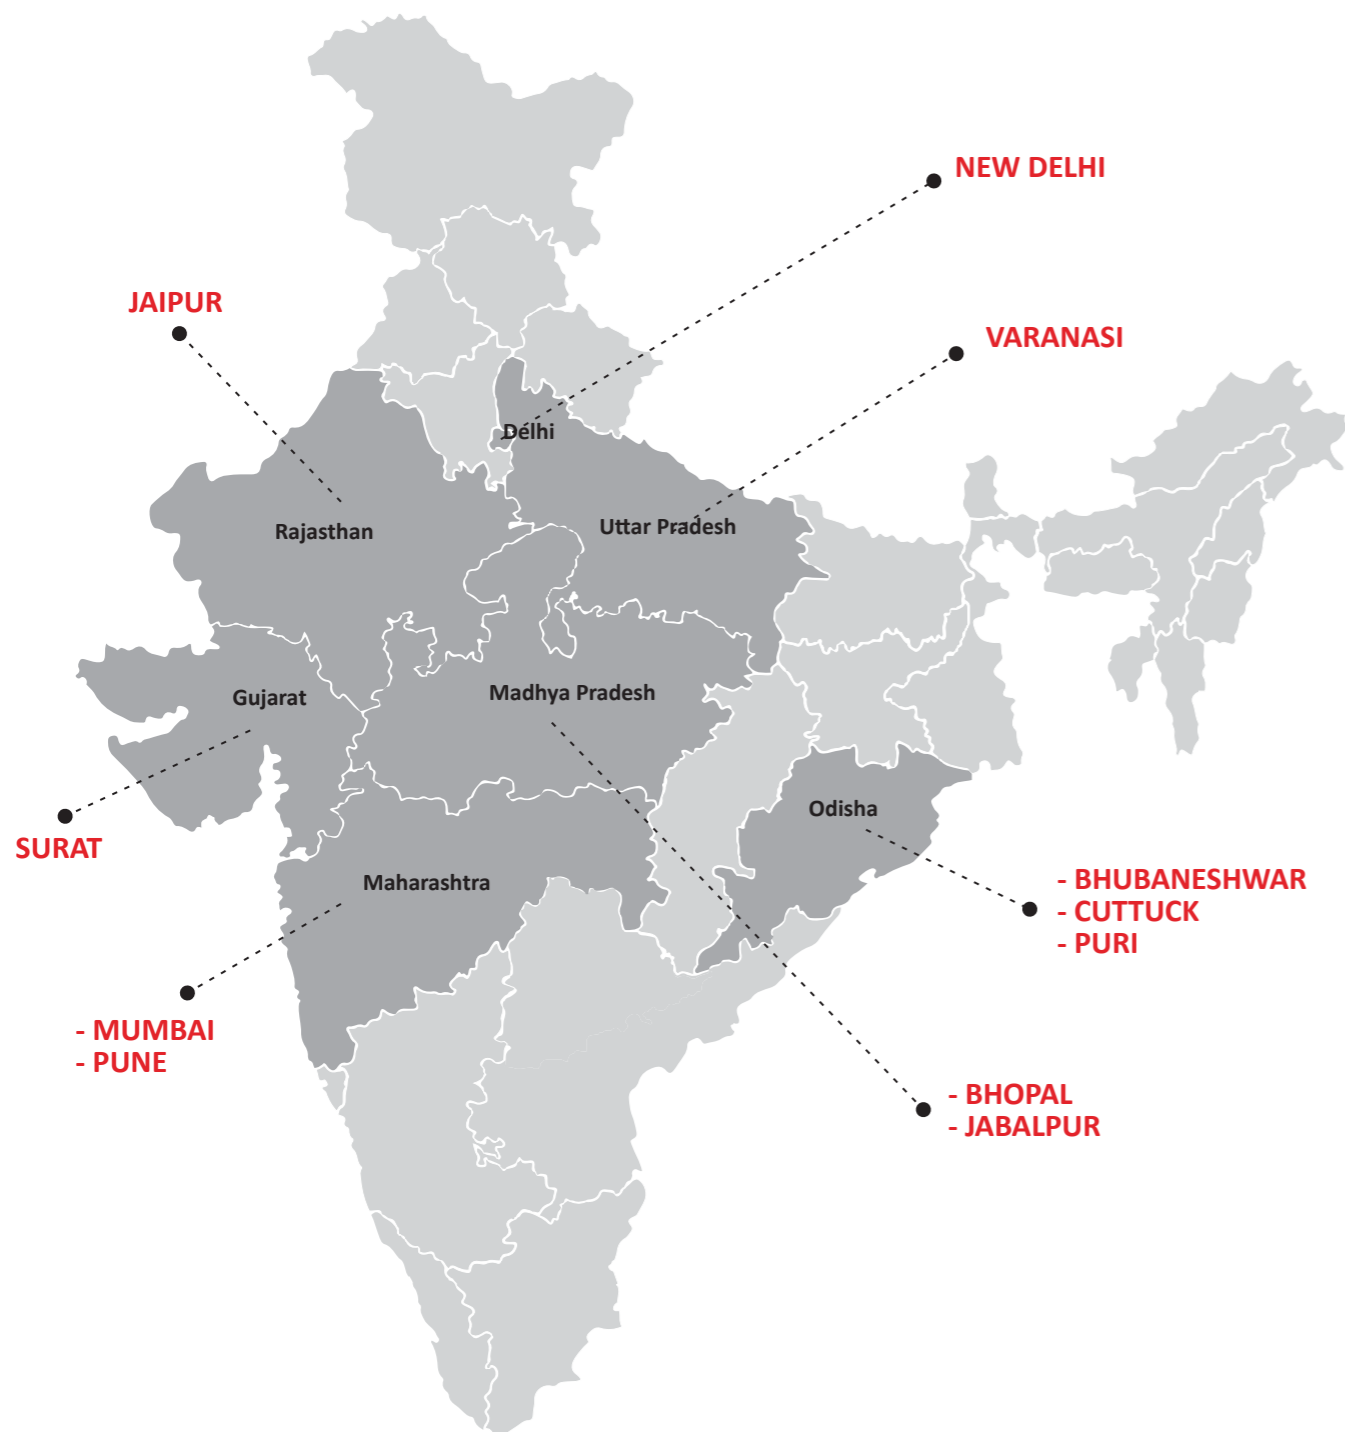 NEW DELHI
JAIPUR
VARANASI
Delhi
Rajasthan
Uttar Pradesh
Gujarat
Madhya Pradesh
SURAT
Odisha
Maharashtra
- BHUBANESHWAR
- CUTTUCK
- PURI
- MUMBAI
- PUNE
- BHOPAL
- JABALPUR